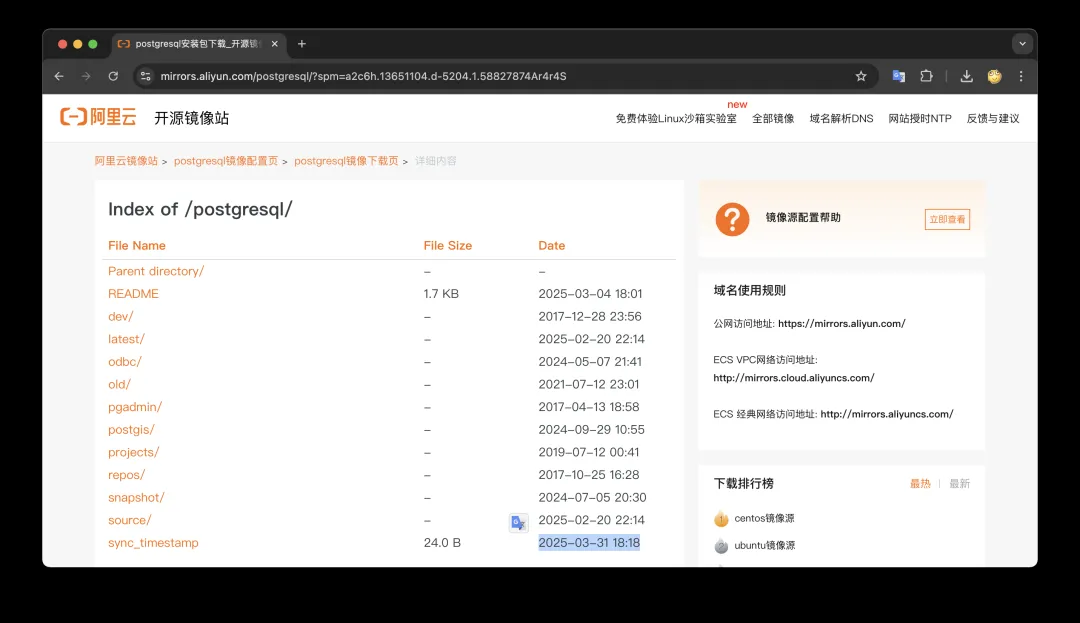 postgresql安装包下载_开源镜
mirrors.aliyun.com/postgresql/?spm=a2c6h.13651104.d-5204.1.58827874Ar4r4S
阿里云 开源镜像站
new
免费体验Linux沙箱实验室 全部镜像 域名解析DNS 网站授时NTP 反馈与建议
阿里云镜像站 > postgresql镜像配置页 > postgresql镜像下载页 > 详细内容
Index of /postgresql/
File Name File Size Date
Parent directory/ – –
README 1.7 KB 2025-03-04 18:01
dev/ – 2017-12-28 23:56
latest/ – 2025-02-20 22:14
odbc/ – 2024-05-07 21:41
old/ – 2021-07-12 23:01
pgadmin/ – 2017-04-13 18:58
postgis/ – 2024-09-29 10:55
projects/ – 2019-07-12 00:41
repos/ – 2017-10-25 16:28
snapshot/ – 2024-07-05 20:30
source/ – 2025-02-20 22:14
sync_timestamp 24.0 B 2025-03-31 18:18
镜像源配置帮助 立即查看
域名使用规则
公网访问地址: https://mirrors.aliyun.com/
ECS VPC网络访问地址:
http://mirrors.cloud.aliyuncs.com/
ECS 经典网络访问地址: http://mirrors.aliyuncs.com/
下载排行榜 最热 | 最新
centos镜像源
ubuntu镜像源